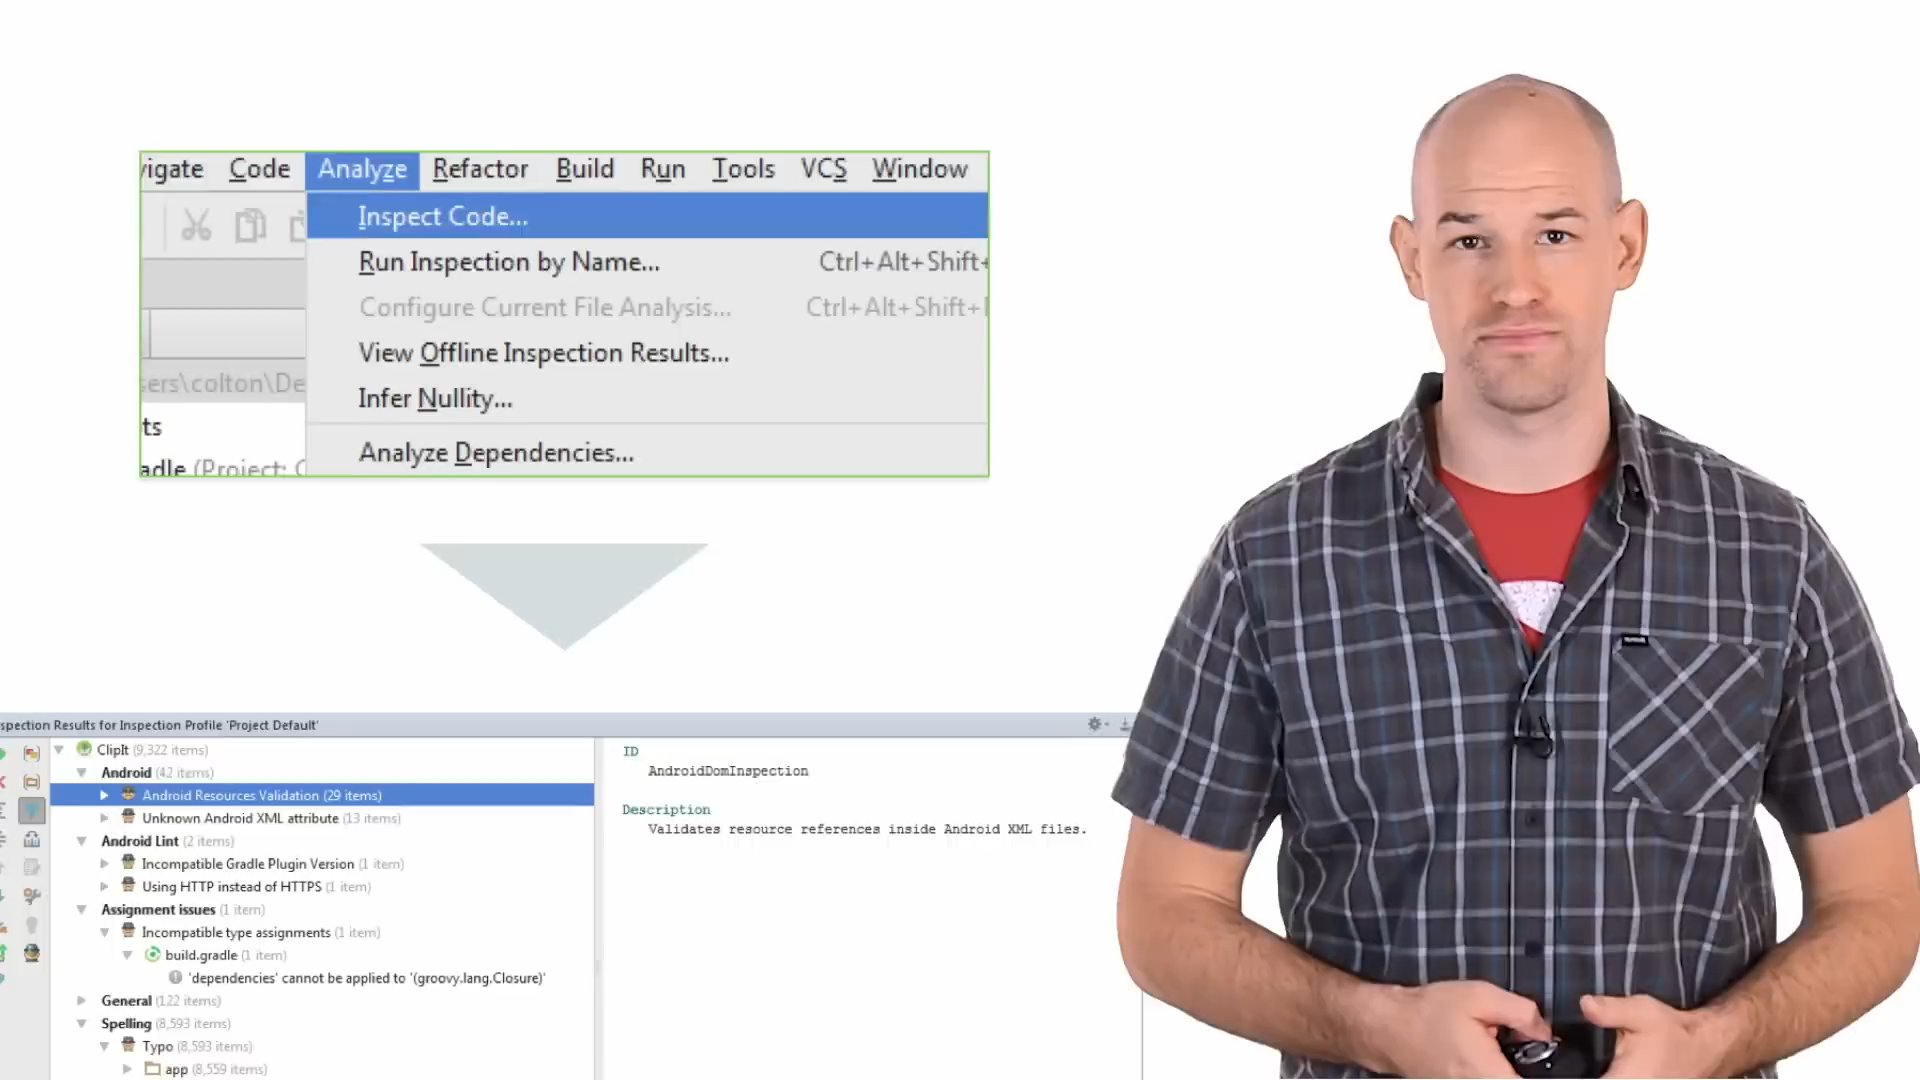 vigate Code Analyze Refactor Build Run Tools VCS Window
Inspect Code...
Run Inspection by Name... Ctrl+Alt+Shift+
Configure Current File Analysis... Ctrl+Alt+Shift+
sers\colton\De
View Offline Inspection Results...
Infer Nullity...
ts
Analyze Dependencies...
adle (Project: C
spection Results for Inspection Profile 'Project Default'
ClipIt (9,322 items)
Android (42 items)
Android Resources Validation (29 items)
Unknown Android XML attribute (13 items)
Android Lint (2 items)
Incompatible Gradle Plugin Version (1 item)
Using HTTP instead of HTTPS (1 item)
Assignment issues (1 item)
Incompatible type assignments (1 item)
build.gradle (1 item)
'dependencies' cannot be applied to '(groovy.lang.Closure)'
General (122 items)
Spelling (8,593 items)
Typo (8,593 items)
app (8,559 items)
ID
AndroidDomInspection
Description
Validates resource references inside Android XML files.